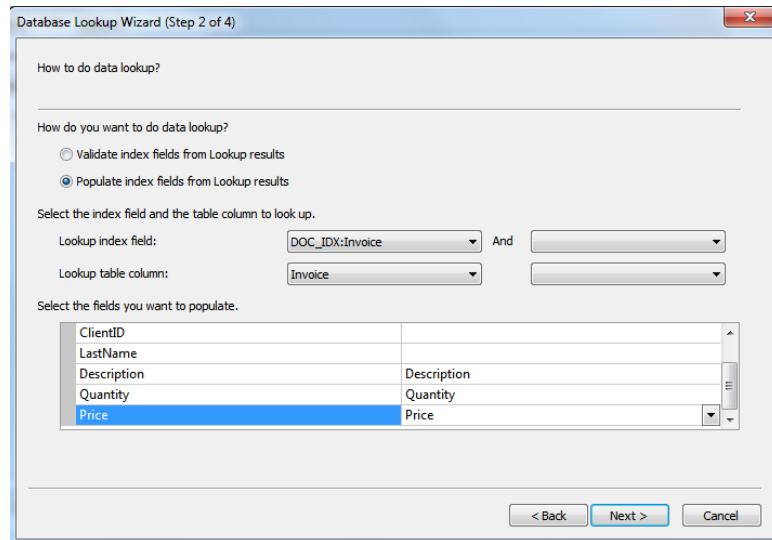 Database Lookup Wizard (Step 2 of 4)
How to do data lookup?
How do you want to do data lookup?
Validate index fields from Lookup results
Populate index fields from Lookup results
Select the index field and the table column to look up.
Lookup index field: DOC_IDX:Invoice And
Lookup table column: Invoice
Select the fields you want to populate.
ClientID
LastName
Description Description
Quantity Quantity
Price Price
< Back Next > Cancel